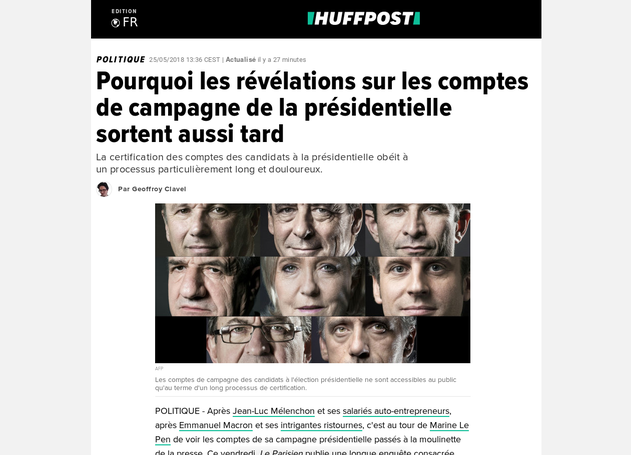 EDITION
FR
HUFFPOST
POLITIQUE 25/05/2018 13:36 CEST | Actualisé il y a 27 minutes
Pourquoi les révélations sur les comptes
de campagne de la présidentielle
sortent aussi tard
La certification des comptes des candidats à la présidentielle obéit à
un processus particulièrement long et douloureux.
Par Geoffroy Clavel
AFP
Les comptes de campagne des candidats à l'élection présidentielle ne sont accessibles au public
qu'au terme d'un long processus de certification.
POLITIQUE - Après Jean-Luc Mélenchon et ses salariés auto-entrepreneurs,
après Emmanuel Macron et ses intrigantes ristournes, c'est au tour de Marine Le
Pen de voir les comptes de sa campagne présidentielle passés à la moulinette
de la presse. Ce vendredi, Le Parisien publie une longue enquête consacrée